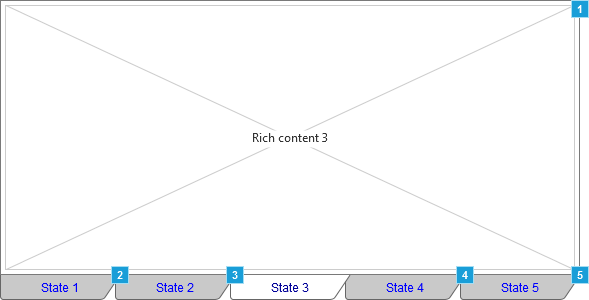 1
Rich content 3
2
3
4
5
State 1
State 2
State 3
State 4
State 5